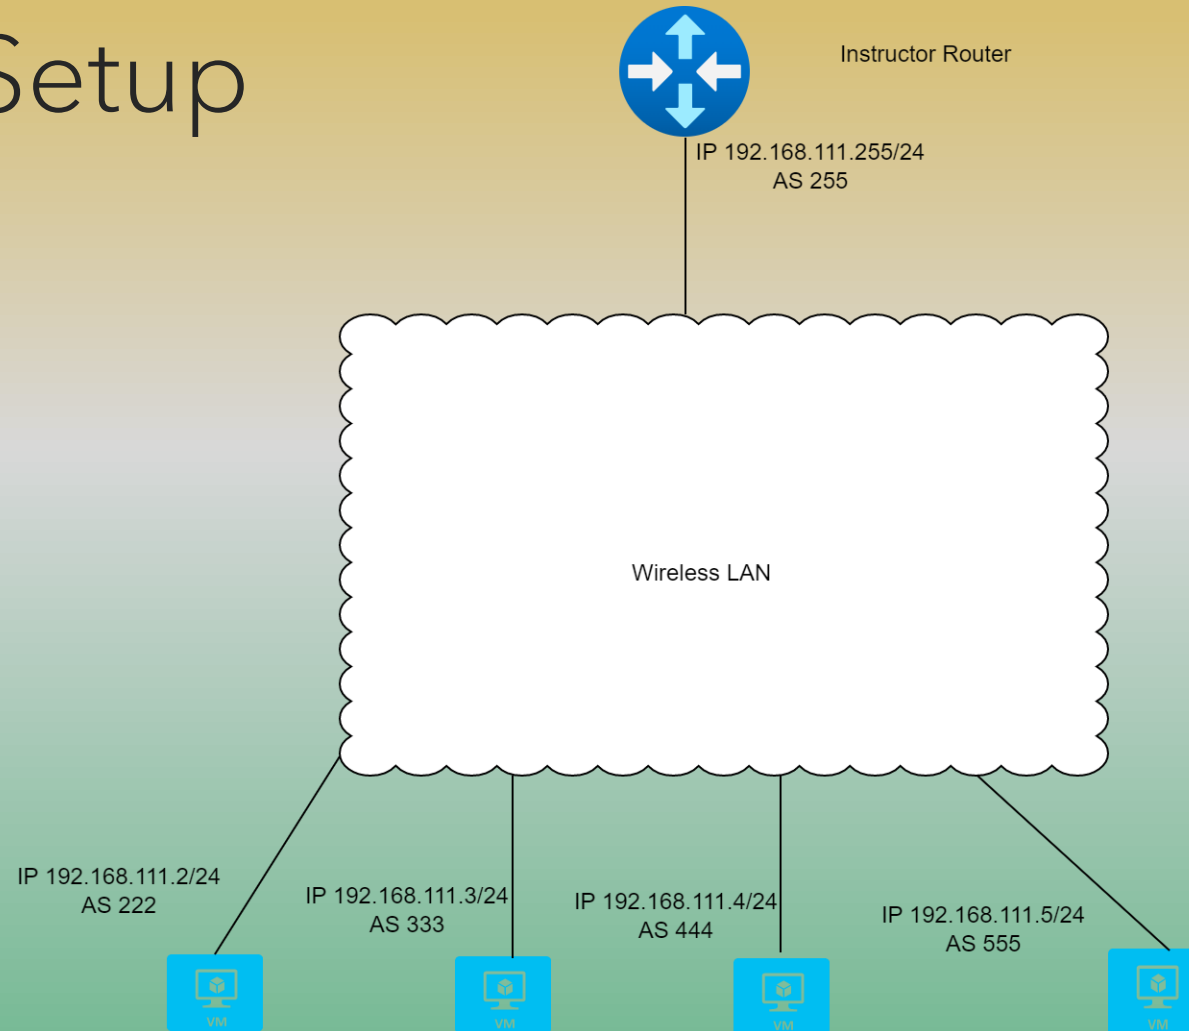 Setup
Instructor Router
IP 192.168.111.255/24
AS 255
Wireless LAN
IP 192.168.111.2/24
AS 222
IP 192.168.111.3/24
AS 333
IP 192.168.111.4/24
AS 444
IP 192.168.111.5/24
AS 555
VM
VM
VM
VM